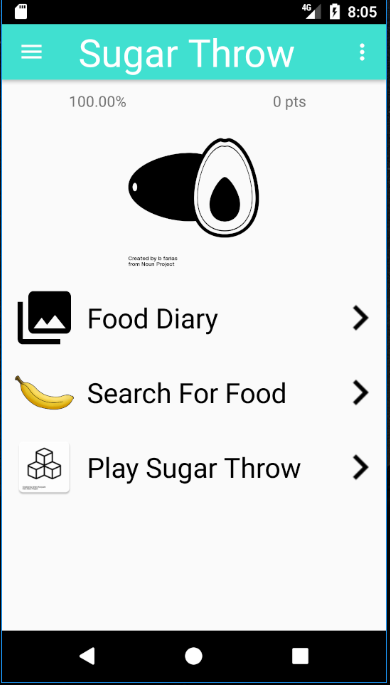 4G 8:05
Sugar Throw
100.00% 0 pts
Created by b farias
from Noun Project
Food Diary
Search For Food
Play Sugar Throw